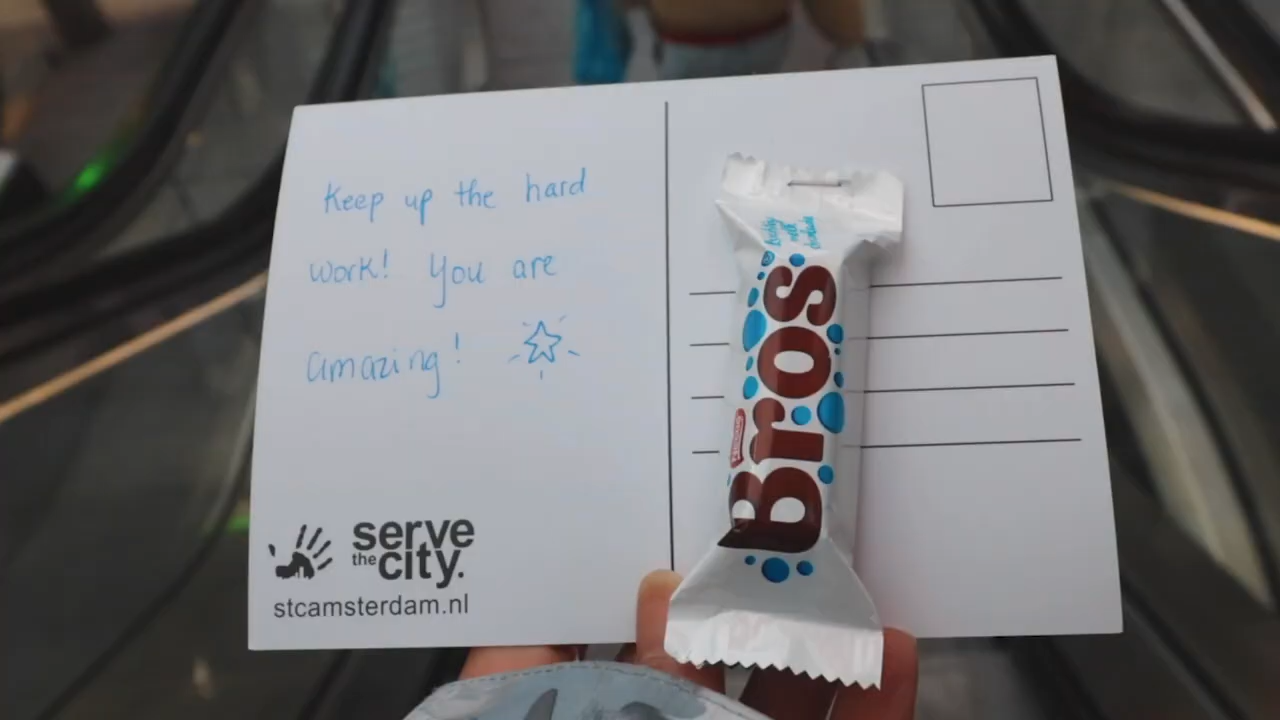 Keep up the hard
work! You are
amazing!
serve
the city.
stcamsterdam.nl
Bros